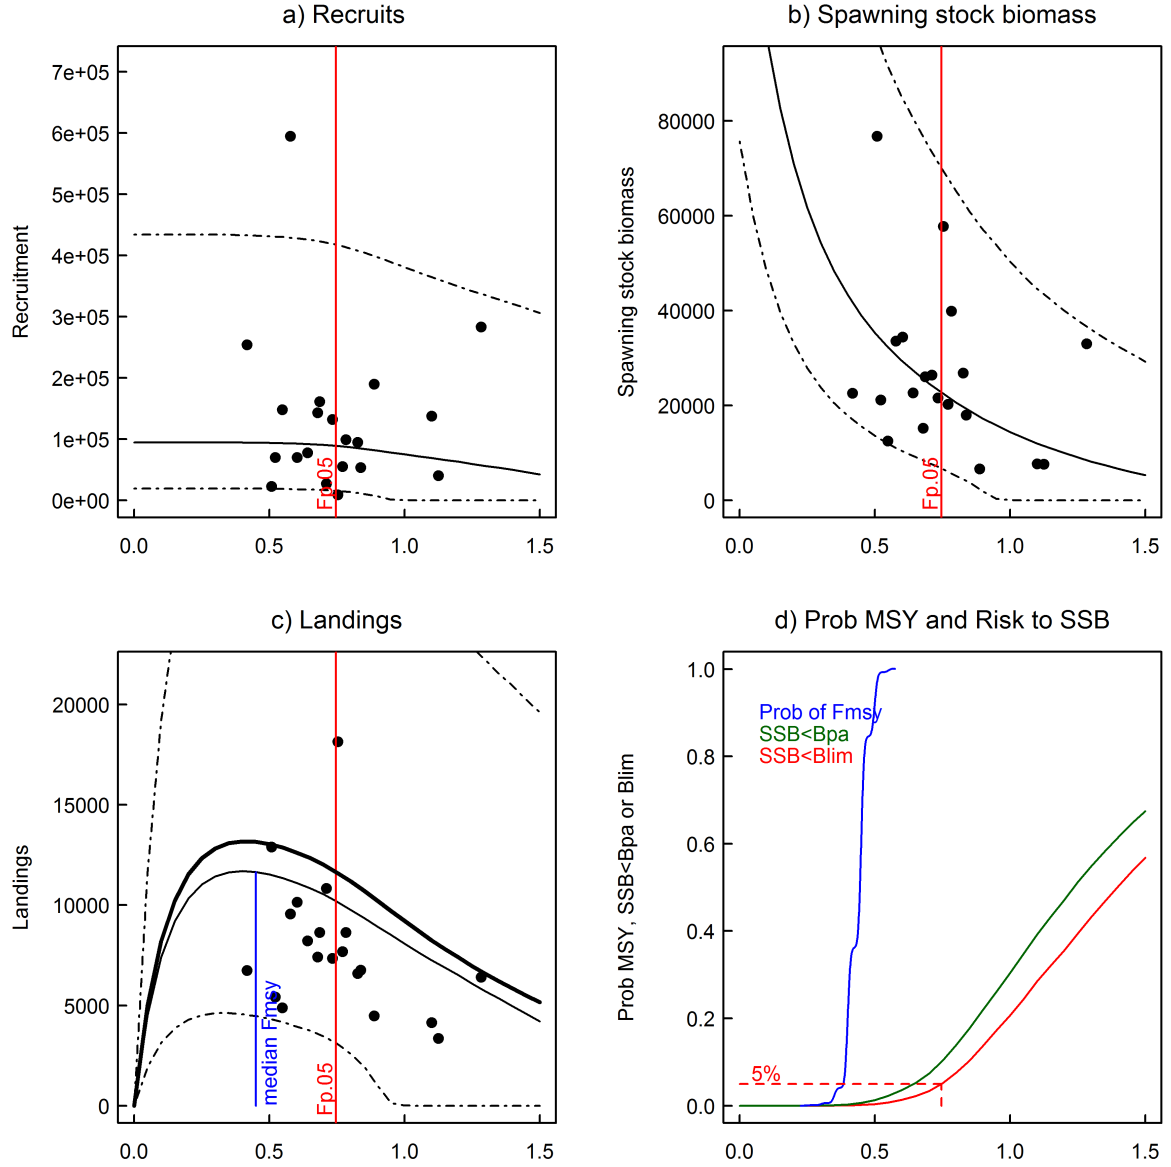 a) Recruits
Recruitment
7e+05
6e+05
5e+05
4e+05
3e+05
2e+05
1e+05
0e+00
Fp.05
0.0 0.5 1.0 1.5
b) Spawning stock biomass
Spawning stock biomass
80000
60000
40000
20000
0
Fp.05
0.0 0.5 1.0 1.5
c) Landings
Landings
20000
15000
10000
5000
0
median Fmsy
Fp.05
0.0 0.5 1.0 1.5
d) Prob MSY and Risk to SSB
Prob MSY, SSB<Bpa or Blim
1.0
0.8
0.6
0.4
0.2
0.0
Prob of Fmsy
SSB<Bpa
SSB<Blim
5%
0.0 0.5 1.0 1.5